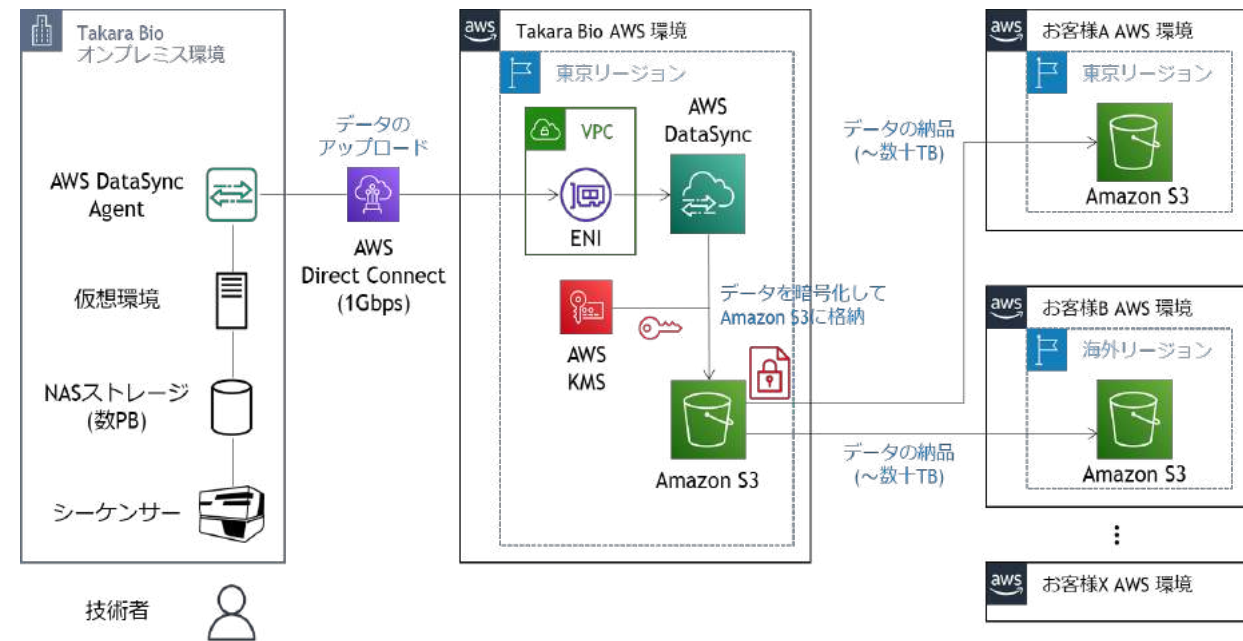 Takara Bio
オンプレミス環境
AWS DataSync
Agent
仮想環境
NASストレージ
(数PB)
シーケンサー
技術者
データの
アップロード
AWS
Direct Connect
(1Gbps)
aws
Takara Bio AWS 環境
東京リージョン
VPC
ENI
AWS
DataSync
データを暗号化して
Amazon S3に格納
AWS
KMS
Amazon S3
データの納品
(～数十TB)
データの納品
(～数十TB)
aws
お客様A AWS 環境
東京リージョン
Amazon S3
aws
お客様B AWS 環境
海外リージョン
Amazon S3
⋮
aws
お客様X AWS 環境